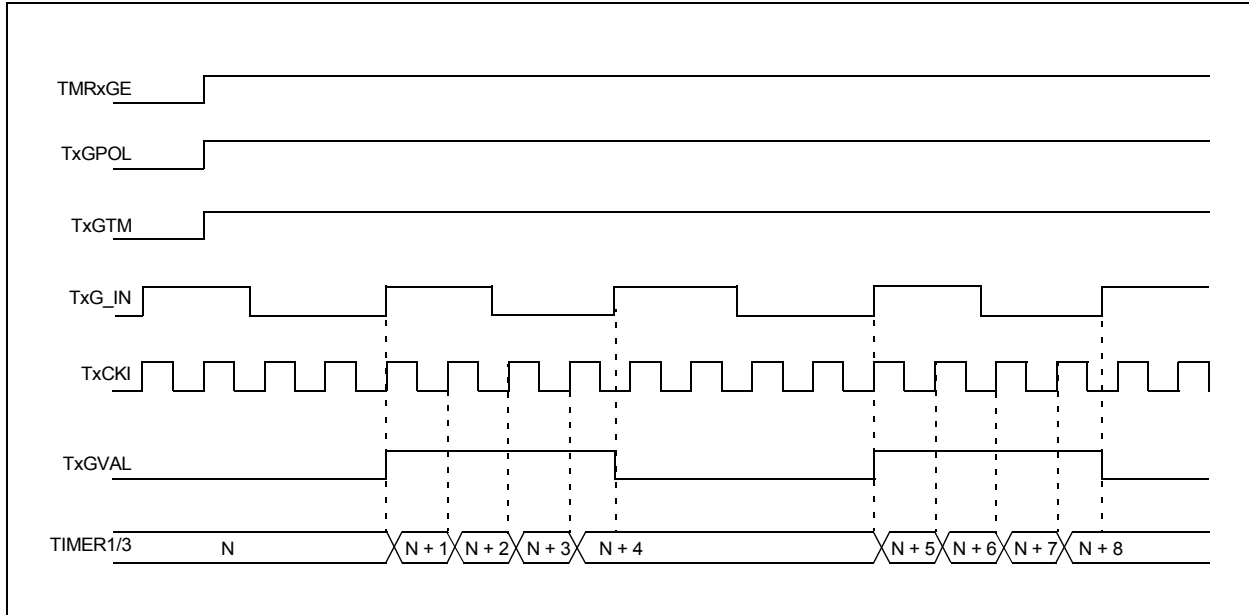 TMRxGE
TxGPOL
TxGTM
TxG_IN
TxCKI
TxGVAL
TIMER1/3 N N + 1 N + 2 N + 3 N + 4 N + 5 N + 6 N + 7 N + 8